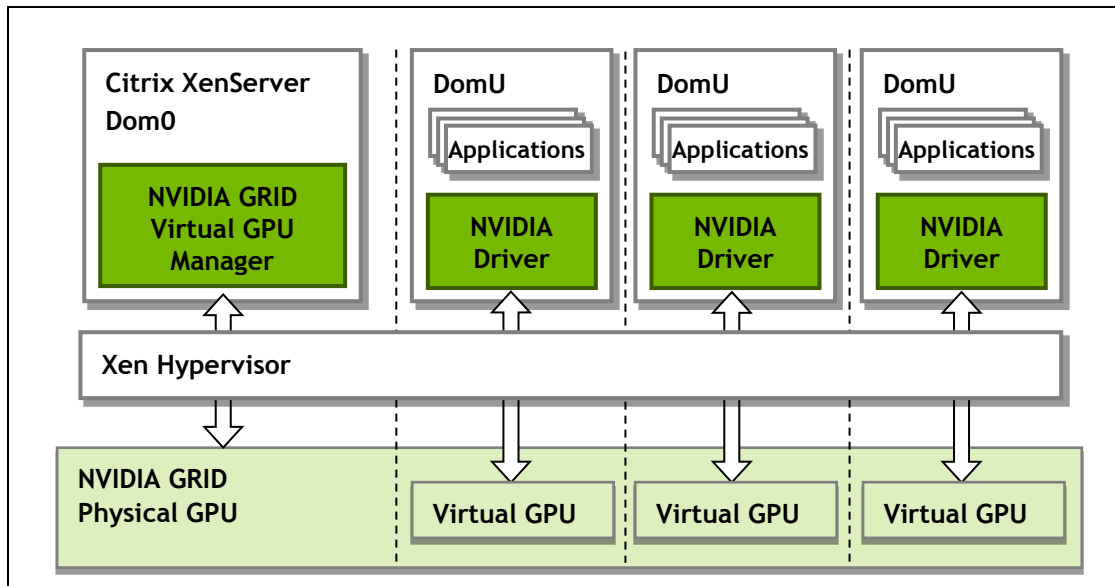 Citrix XenServer
Dom0
NVIDIA GRID
Virtual GPU
Manager
DomU
Applications
NVIDIA
Driver
DomU
Applications
NVIDIA
Driver
DomU
Applications
NVIDIA
Driver
Xen Hypervisor
NVIDIA GRID
Physical GPU
Virtual GPU
Virtual GPU
Virtual GPU